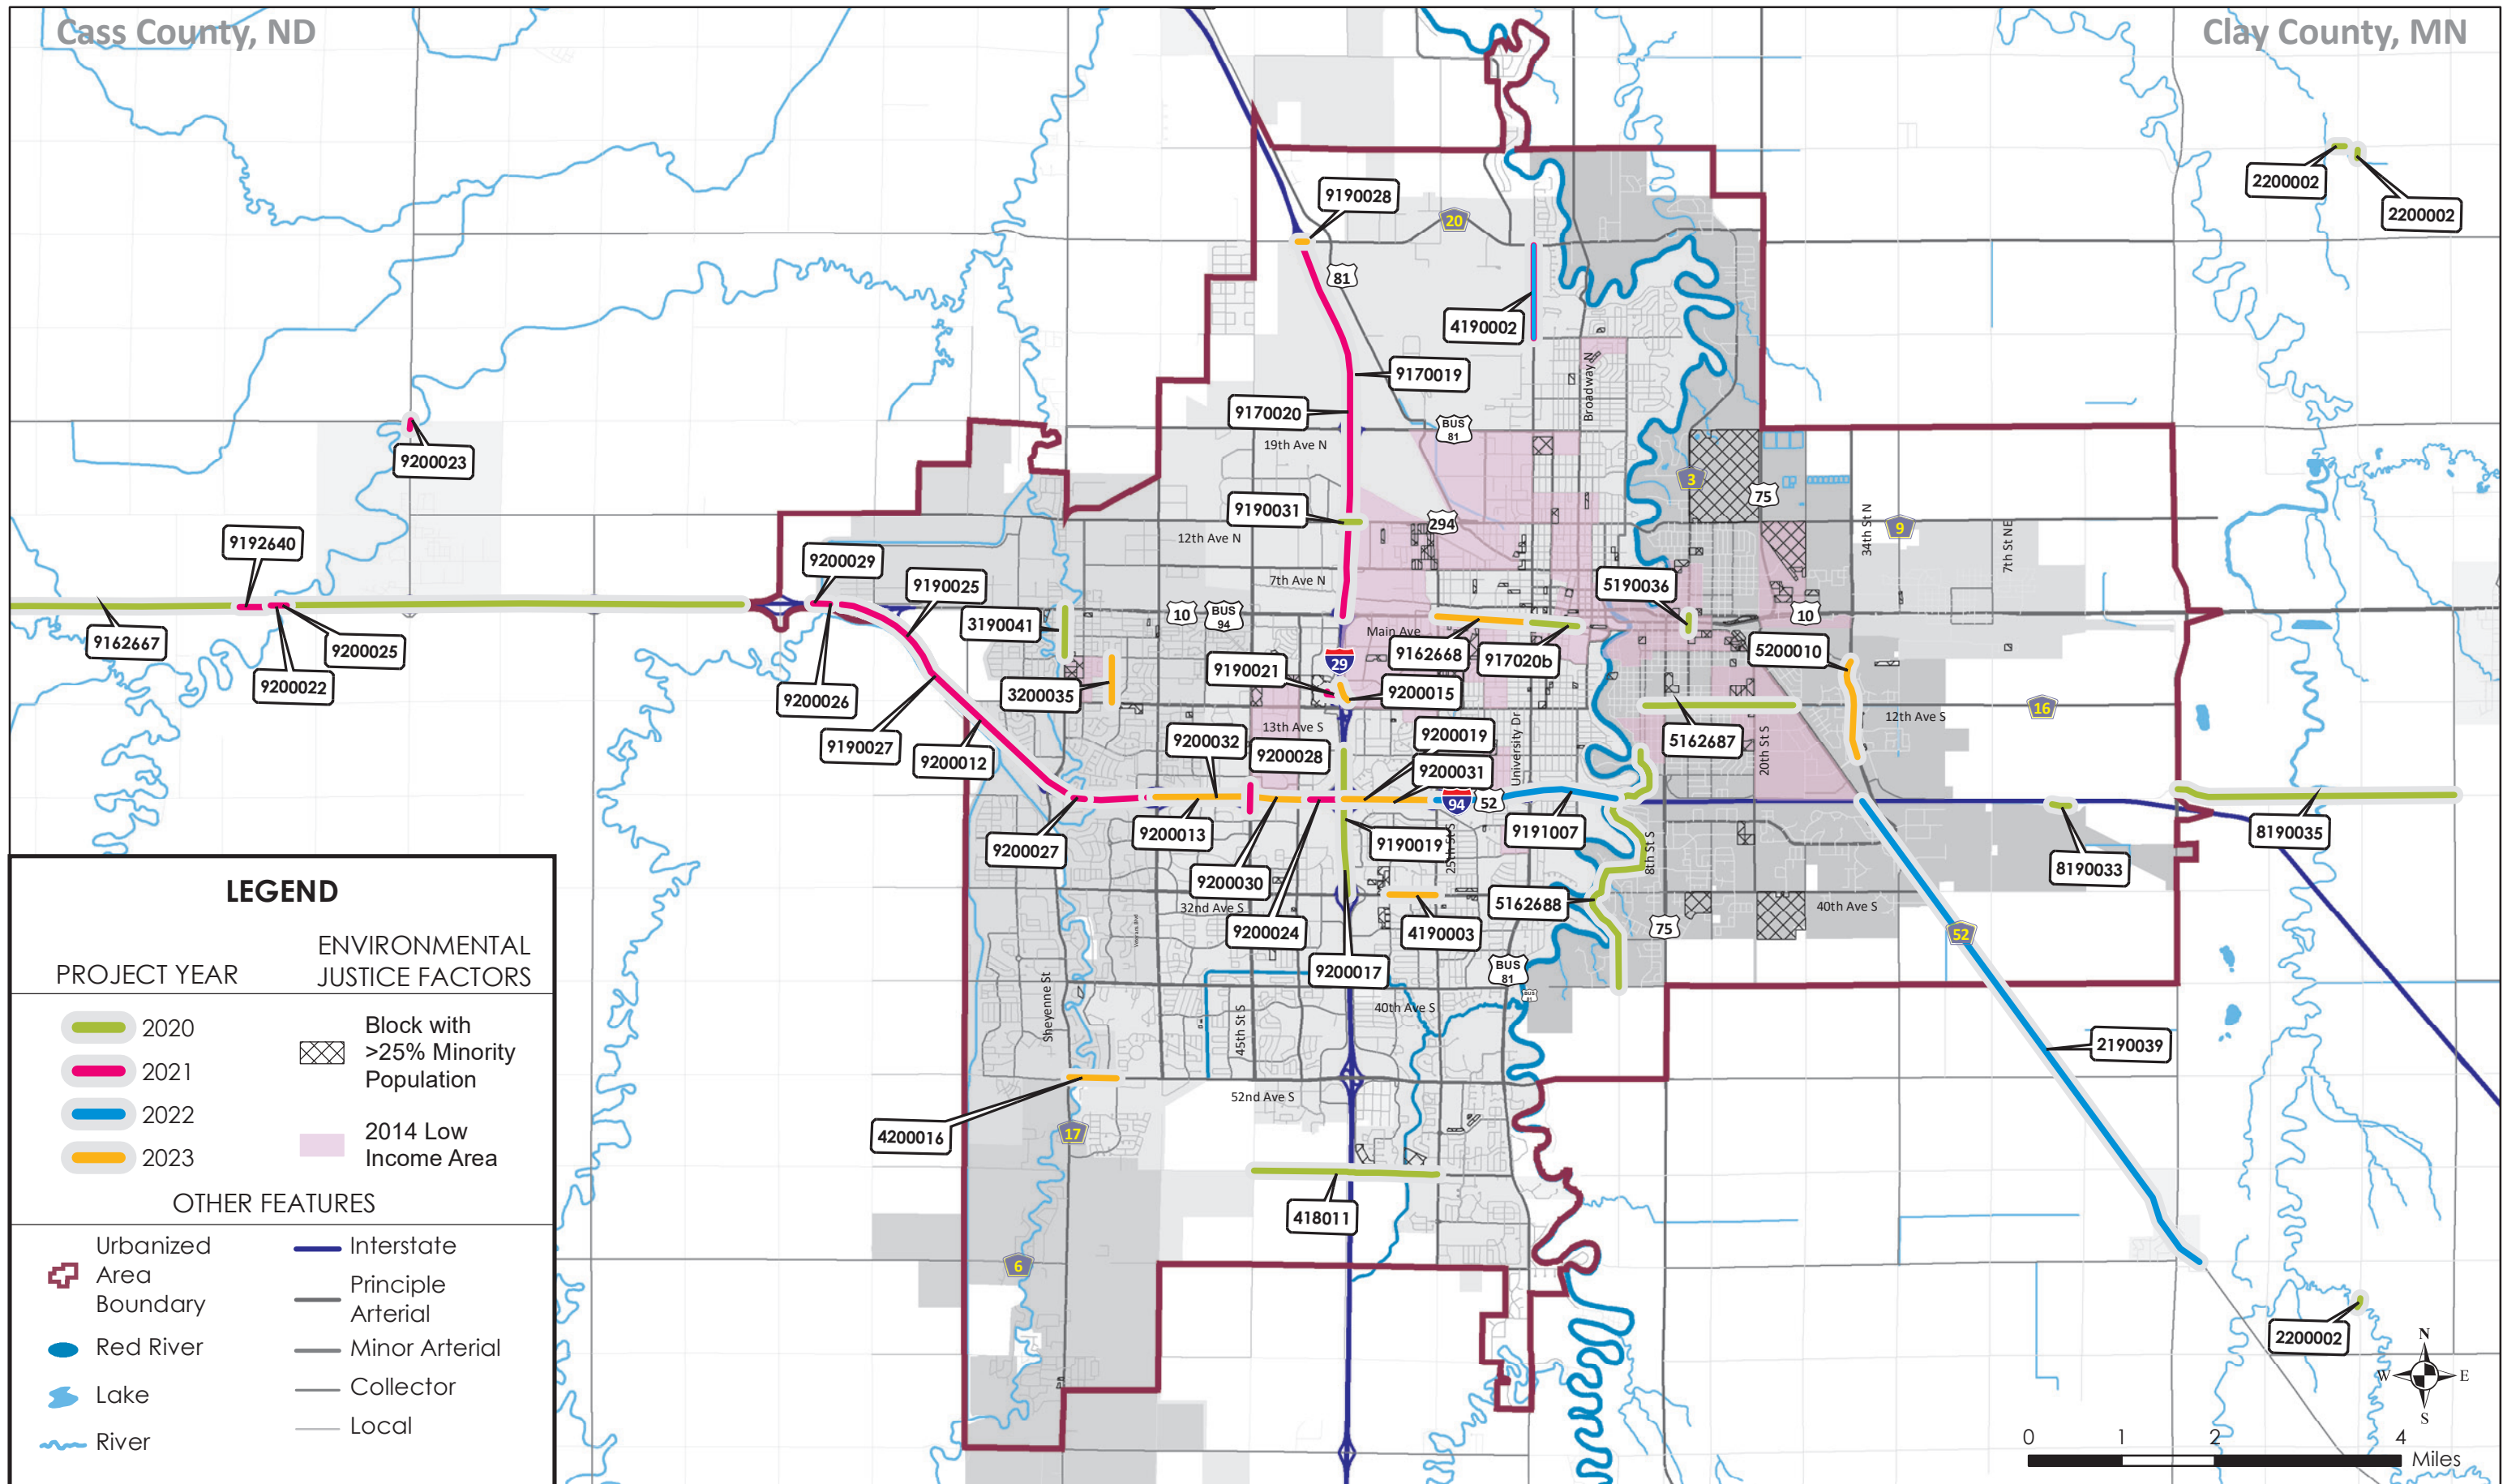 Cass County, ND
Clay County, MN
2200002
2200002
9190028
20
81
4190002
9170019
Broadway N
9170020
BUS
81
19th Ave N
9200023
3
75
9190031
294
12th Ave N
34th St N
9
7th St NE
9192640
9200029
9190025
7th Ave N
5190036
3190041
10
BUS
94
10
Main Ave
9162667
9200025
9162668
917020b
5200010
29
9190021
9200015
9200022
3200035
9200026
16
12th Ave S
13th Ave S
9200032
9200019
University Dr
5162687
20th St S
9190027
9200028
9200012
9200031
94
52
9200013
9191007
8190035
9190019
25th St S
8th St S
9200027
8190033
9200030
5162688
40th Ave S
32nd Ave S
9200024
4190003
75
52
9200017
BUS
81
BUS
81
Sheyenne St
45th St S
40th Ave S
2190039
52nd Ave S
4200016
17
418011
6
2200002
LEGEND
PROJECT YEAR
2020
2021
2022
2023
ENVIRONMENTAL
JUSTICE FACTORS
Block with
>25% Minority
Population
2014 Low
Income Area
OTHER FEATURES
Urbanized
Area
Boundary
Red River
Lake
River
Interstate
Principle
Arterial
Minor Arterial
Collector
Local
N
W
E
S
0 1 2 4
Miles